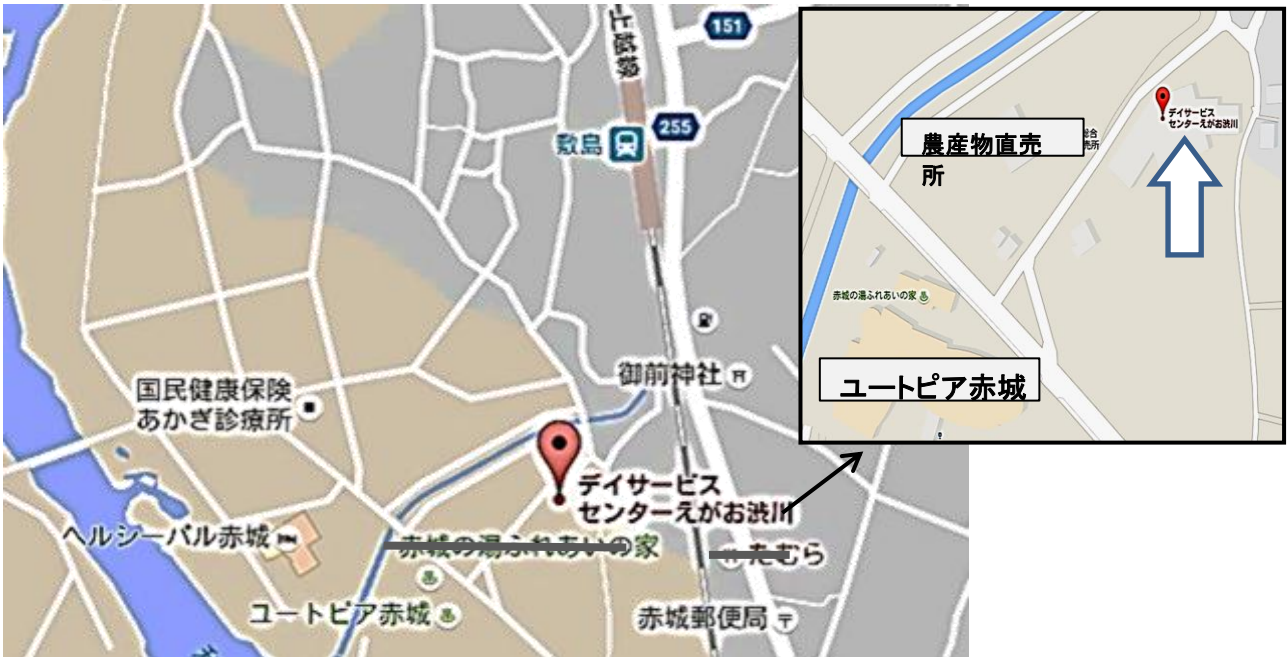 上越線
151
255
敷島
御前神社
国民健康保険
あかぎ診療所
デイサービス
センターえがお渋川
ヘルシーパル赤城
赤城の湯ふれあいの家
たむら
ユートピア赤城
赤城郵便局
農産物直売
所
デイサービス
センターえがお渋川
赤城の湯ふれあいの家
ユートピア赤城